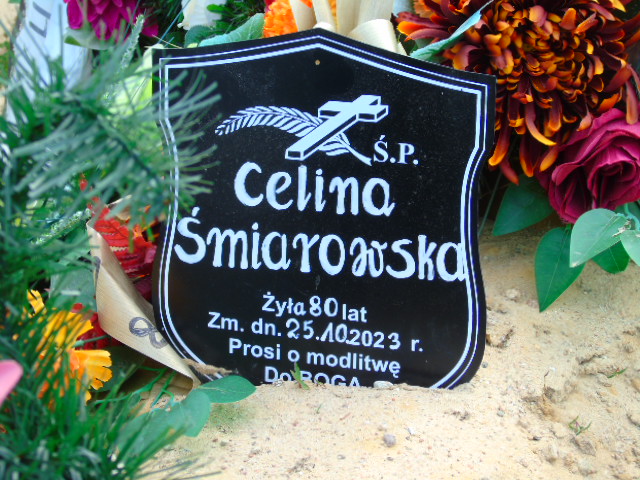 Ś.P.
Celina
Śmiarowska
Żyła 80 lat
Zm. dn. 25.10.2023 r.
Prosi o modlitwę
Do BOGA